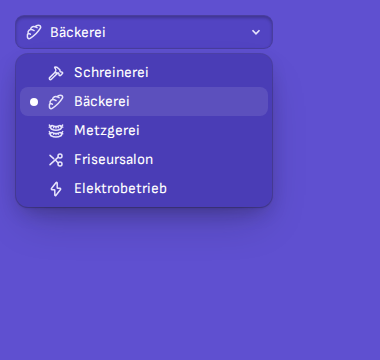 Bäckerei
Schreinerei
Bäckerei
Metzgerei
Friseursalon
Elektrobetrieb